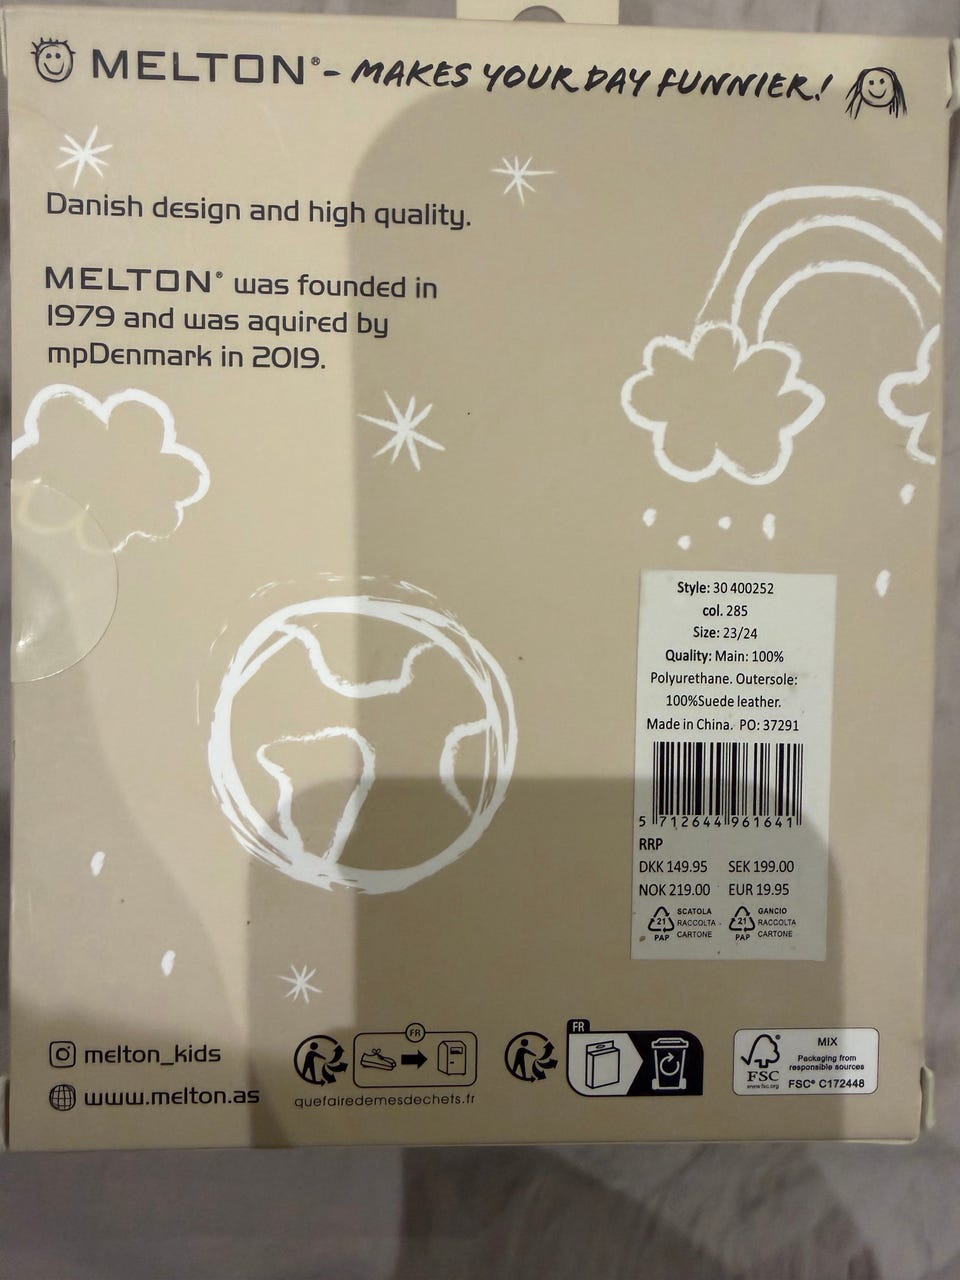 MELTON® - MAKES YOUR DAY FUNNIER!
Danish design and high quality.
MELTON® was founded in
1979 and was aquired by
mpDenmark in 2019.
Style: 30 400252
col. 285
Size: 23/24
Quality: Main: 100%
Polyurethane. Outersole:
100%Suede leather.
Made in China. PO: 37291
5 712644 961641
RRP
DKK 149.95 SEK 199.00
NOK 219.00 EUR 19.95
21 PAP SCATOLA RACCOLTA CARTONE
21 PAP GANCIO RACCOLTA CARTONE
melton_kids
www.melton.as
FR
quefairedemesdechets.fr
FR
FSC
www.fsc.org
MIX
Packaging from
responsible sources
FSC® C172448